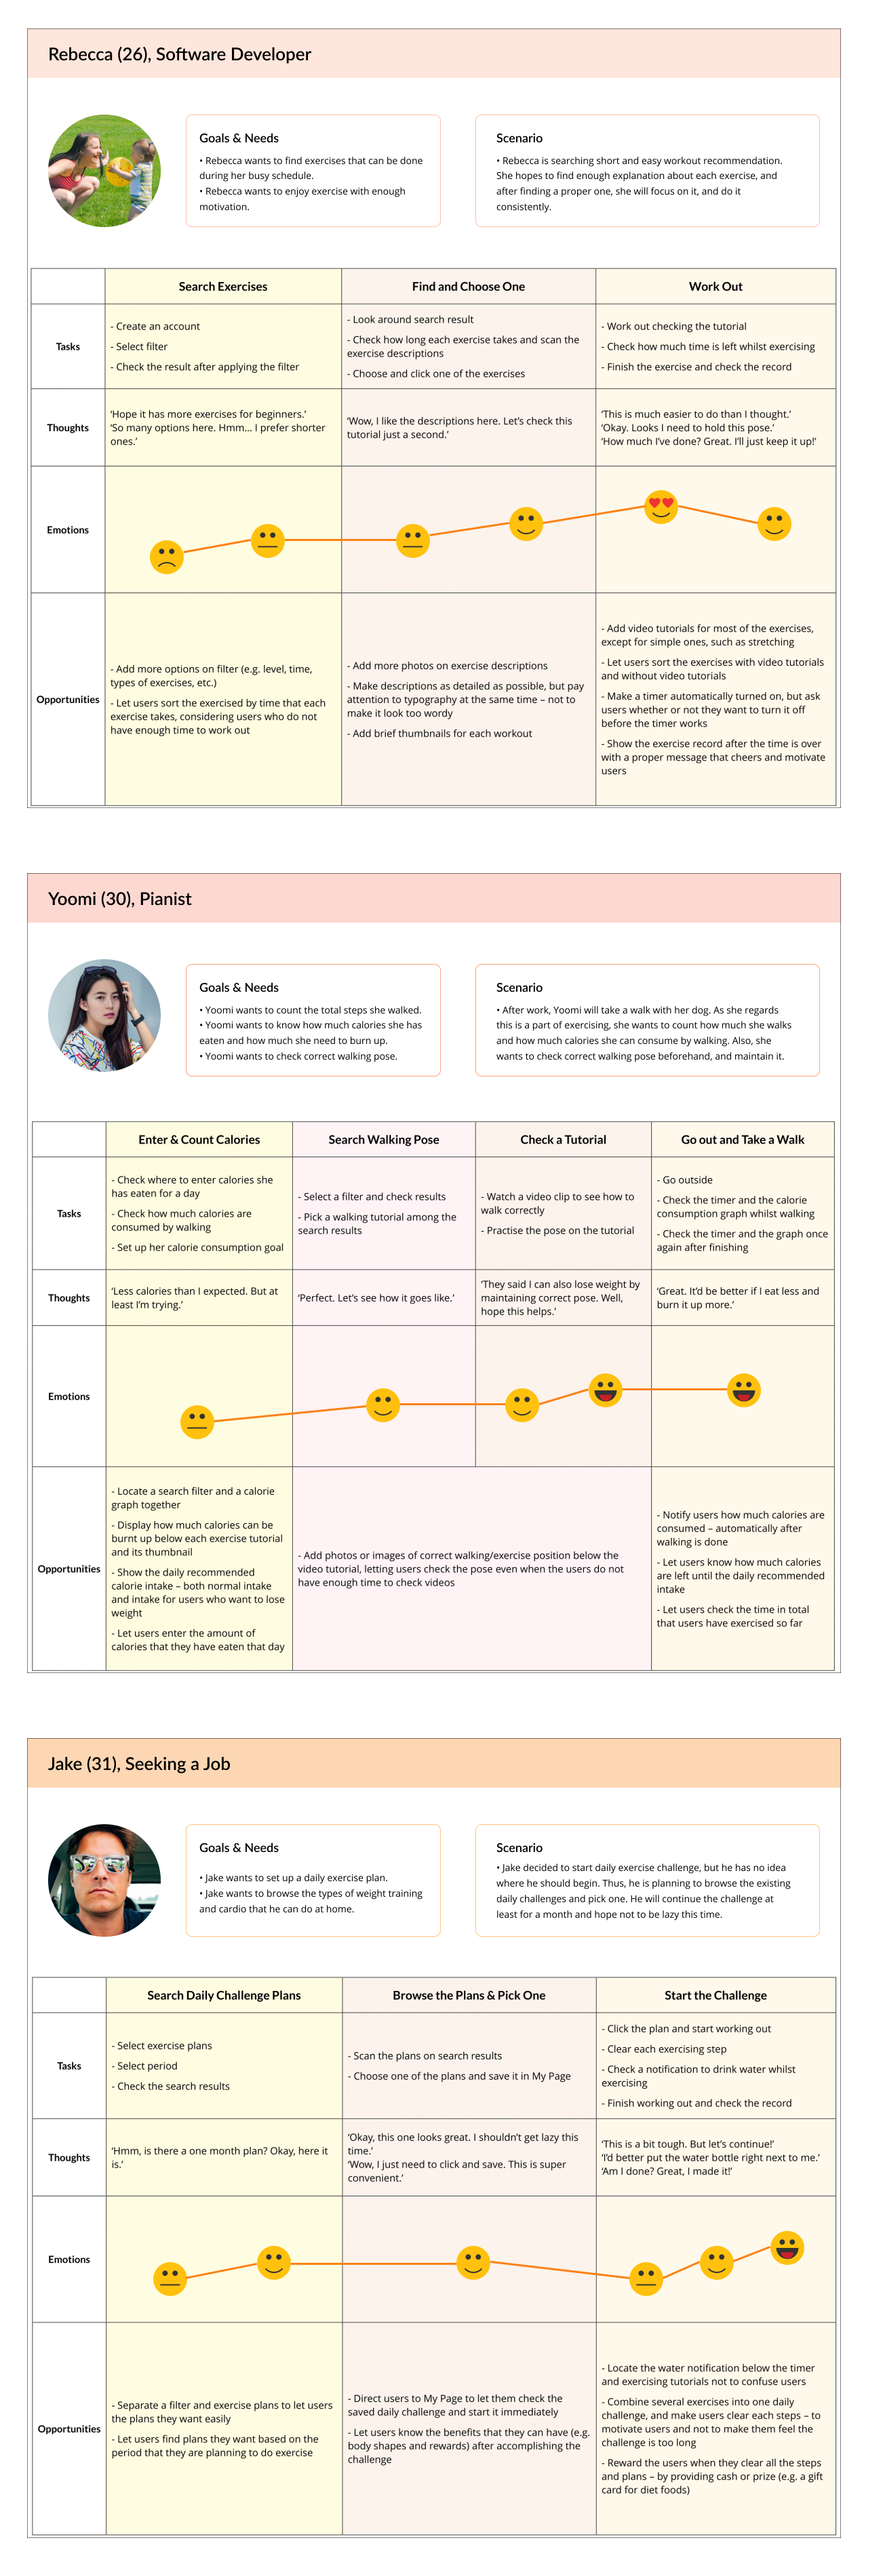 Rebecca (26), Software Developer
Goals & Needs
• Rebecca wants to find exercises that can be done
during her busy schedule.
• Rebecca wants to enjoy exercise with enough
motivation.
Scenario
• Rebecca is searching short and easy workout recommendation.
She hopes to find enough explanation about each exercise, and
after finding a proper one, she will focus on it, and do it
consistently.
Search Exercises
Find and Choose One
Work Out
Tasks
- Create an account
- Select filter
- Check the result after applying the filter
- Look around search result
- Check how long each exercise takes and scan the
exercise descriptions
- Choose and click one of the exercises
- Work out checking the tutorial
- Check how much time is left whilst exercising
- Finish the exercise and check the record
Thoughts
‘Hope it has more exercises for beginners.’
‘So many options here. Hmm... I prefer shorter
ones.’
‘Wow, I like the descriptions here. Let’s check this
tutorial just a second.’
‘This is much easier to do than I thought.’
‘Okay. Looks I need to hold this pose.’
‘How much I’ve done? Great. I’ll just keep it up!’
Emotions
Opportunities
- Add more options on filter (e.g. level, time,
types of exercises, etc.)
- Let users sort the exercised by time that each
exercise takes, considering users who do not
have enough time to work out
- Add more photos on exercise descriptions
- Make descriptions as detailed as possible, but pay
attention to typography at the same time – not to
make it look too wordy
- Add brief thumbnails for each workout
- Add video tutorials for most of the exercises,
except for simple ones, such as stretching
- Let users sort the exercises with video tutorials
and without video tutorials
- Make a timer automatically turned on, but ask
users whether or not they want to turn it off
before the timer works
- Show the exercise record after the time is over
with a proper message that cheers and motivate
users
Yoomi (30), Pianist
Goals & Needs
• Yoomi wants to count the total steps she walked.
• Yoomi wants to know how much calories she has
eaten and how much she need to burn up.
• Yoomi wants to check correct walking pose.
Scenario
• After work, Yoomi will take a walk with her dog. As she regards
this is a part of exercising, she wants to count how much she walks
and how much calories she can consume by walking. Also, she
wants to check correct walking pose beforehand, and maintain it.
Enter & Count Calories
Search Walking Pose
Check a Tutorial
Go out and Take a Walk
Tasks
- Check where to enter calories she
has eaten for a day
- Check how much calories are
consumed by walking
- Set up her calorie consumption goal
- Select a filter and check results
- Pick a walking tutorial among the
search results
- Watch a video clip to see how to
walk correctly
- Practise the pose on the tutorial
- Go outside
- Check the timer and the calorie
consumption graph whilst walking
- Check the timer and the graph once
again after finishing
Thoughts
‘Less calories than I expected. But at
least I’m trying.’
‘Perfect. Let’s see how it goes like.’
‘They said I can also lose weight by
maintaining correct pose. Well,
hope this helps.’
‘Great. It’d be better if I eat less and
burn it up more.’
Emotions
Opportunities
- Locate a search filter and a calorie
graph together
- Display how much calories can be
burnt up below each exercise tutorial
and its thumbnail
- Show the daily recommended
calorie intake – both normal intake
and intake for users who want to lose
weight
- Let users enter the amount of
calories that they have eaten that day
- Add photos or images of correct walking/exercise position below the
video tutorial, letting users check the pose even when the users do not
have enough time to check videos
- Notify users how much calories are
consumed – automatically after
walking is done
- Let users know how much calories
are left until the daily recommended
intake
- Let users check the time in total
that users have exercised so far
Jake (31), Seeking a Job
Goals & Needs
• Jake wants to set up a daily exercise plan.
• Jake wants to browse the types of weight training
and cardio that he can do at home.
Scenario
• Jake decided to start daily exercise challenge, but he has no idea
where he should begin. Thus, he is planning to browse the existing
daily challenges and pick one. He will continue the challenge at
least for a month and hope not to be lazy this time.
Search Daily Challenge Plans
Browse the Plans & Pick One
Start the Challenge
Tasks
- Select exercise plans
- Select period
- Check the search results
- Scan the plans on search results
- Choose one of the plans and save it in My Page
- Click the plan and start working out
- Clear each exercising step
- Check a notification to drink water whilst
exercising
- Finish working out and check the record
Thoughts
‘Hmm, is there a one month plan? Okay, here it
is.’
‘Okay, this one looks great. I shouldn’t get lazy this
time.’
‘Wow, I just need to click and save. This is super
convenient.’
‘This is a bit tough. But let’s continue!’
‘I’d better put the water bottle right next to me.’
‘Am I done? Great, I made it!’
Emotions
Opportunities
- Separate a filter and exercise plans to let users
the plans they want easily
- Let users find plans they want based on the
period that they are planning to do exercise
- Direct users to My Page to let them check the
saved daily challenge and start it immediately
- Let users know the benefits that they can have (e.g.
body shapes and rewards) after accomplishing the
challenge
- Locate the water notification below the timer
and exercising tutorials not to confuse users
- Combine several exercises into one daily
challenge, and make users clear each steps – to
motivate users and not to make them feel the
challenge is too long
- Reward the users when they clear all the steps
and plans – by providing cash or prize (e.g. a gift
card for diet foods)